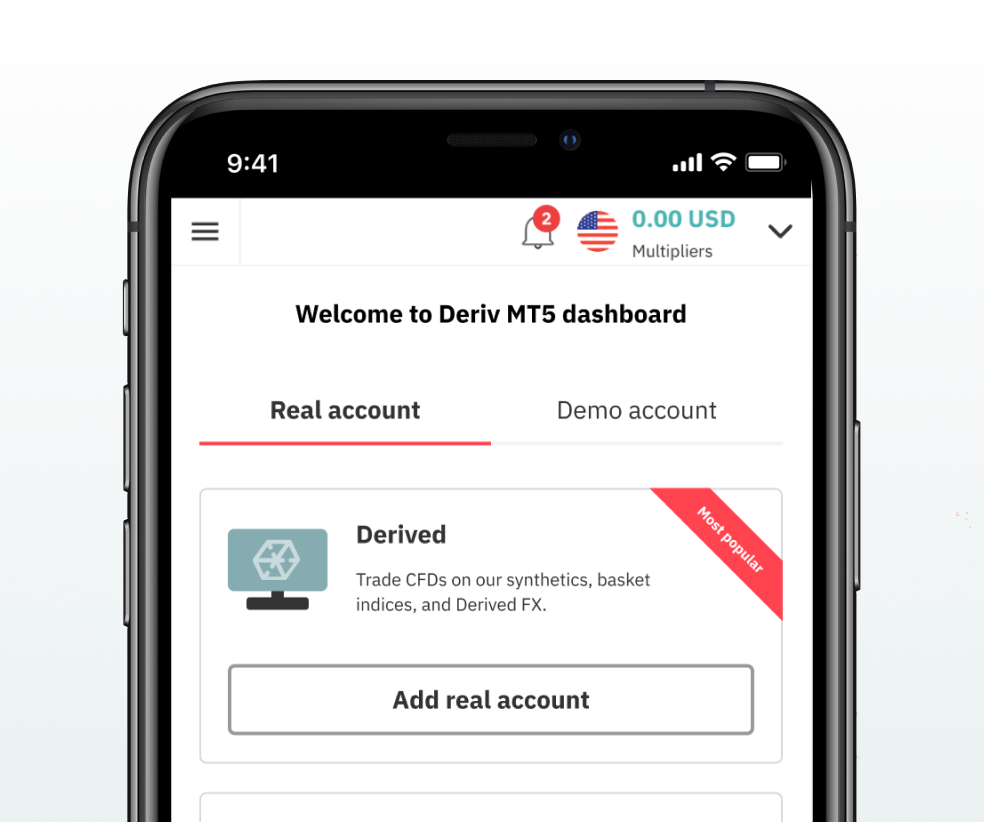 9:41
2
0.00 USD
Multipliers
Welcome to Deriv MT5 dashboard
Real account
Demo account
Most popular
Derived
Trade CFDs on our synthetics, basket
indices, and Derived FX.
Add real account